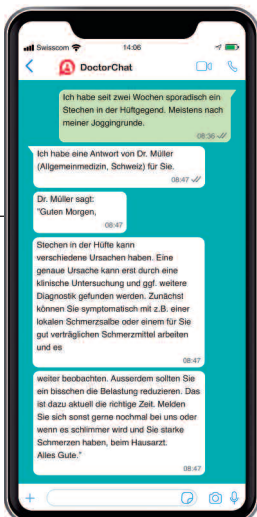 Swisscom
14:06
DoctorChat
Ich habe seit zwei Wochen sporadisch ein
Stechen in der Hüftgegend. Meistens nach
meiner Joggingrunde.
08:36
Ich habe eine Antwort von Dr. Müller
(Allgemeinmedizin, Schweiz) für Sie.
08:47
Dr. Müller sagt:
"Guten Morgen,
08:47
Stechen in der Hüfte kann
verschiedene Ursachen haben. Eine
genaue Ursache kann erst durch eine
klinische Untersuchung und ggf. weitere
Diagnostik gefunden werden. Zunächst
können Sie symptomatisch mit z.B. einer
lokalen Schmerzsalbe oder einem für Sie
gut verträglichen Schmerzmittel arbeiten
und es
08:47
weiter beobachten. Ausserdem sollten Sie
ein bisschen die Belastung reduzieren. Das
ist dazu aktuell die richtige Zeit. Melden
Sie sich sonst gerne nochmal bei uns oder
wenn es schlimmer wird und Sie starke
Schmerzen haben, beim Hausarzt.
Alles Gute."
08:47